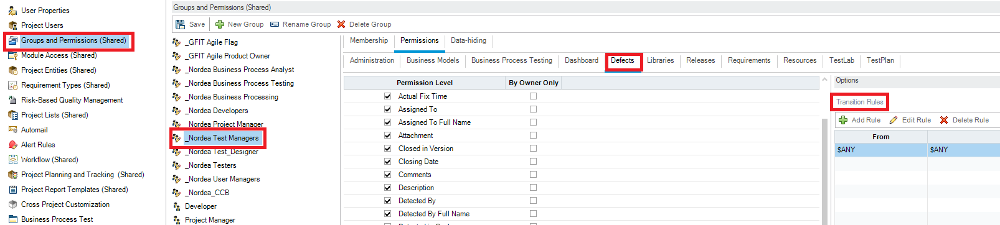 User Properties
Project Users
Groups and Permissions (Shared)
Module Access (Shared)
Project Entities (Shared)
Requirement Types (Shared)
Risk-Based Quality Management
Project Lists (Shared)
Automail
Alert Rules
Workflow (Shared)
Project Planning and Tracking (Shared)
Project Report Templates (Shared)
Cross Project Customization
Business Process Test
Groups and Permissions (Shared)
Save New Group Rename Group Delete Group
_GFIT Agile Flag
_GFIT Agile Product Owner
_Nordea Business Process Analyst
_Nordea Business Process Testing
_Nordea Business Processing
_Nordea Developers
_Nordea Project Manager
_Nordea Test Managers
_Nordea Test_Designer
_Nordea Testers
_Nordea User Managers
_Nordea_CCB
Developer
Project Manager
Membership Permissions Data-hiding
Administration Business Models Business Process Testing Dashboard Defects Libraries Releases Requirements Resources TestLab TestPlan
Permission Level By Owner Only
Actual Fix Time
Assigned To
Assigned To Full Name
Attachment
Closed in Version
Closing Date
Comments
Description
Detected By
Detected By Full Name
Options
Transition Rules
Add Rule Edit Rule Delete Rule
From
$ANY $ANY